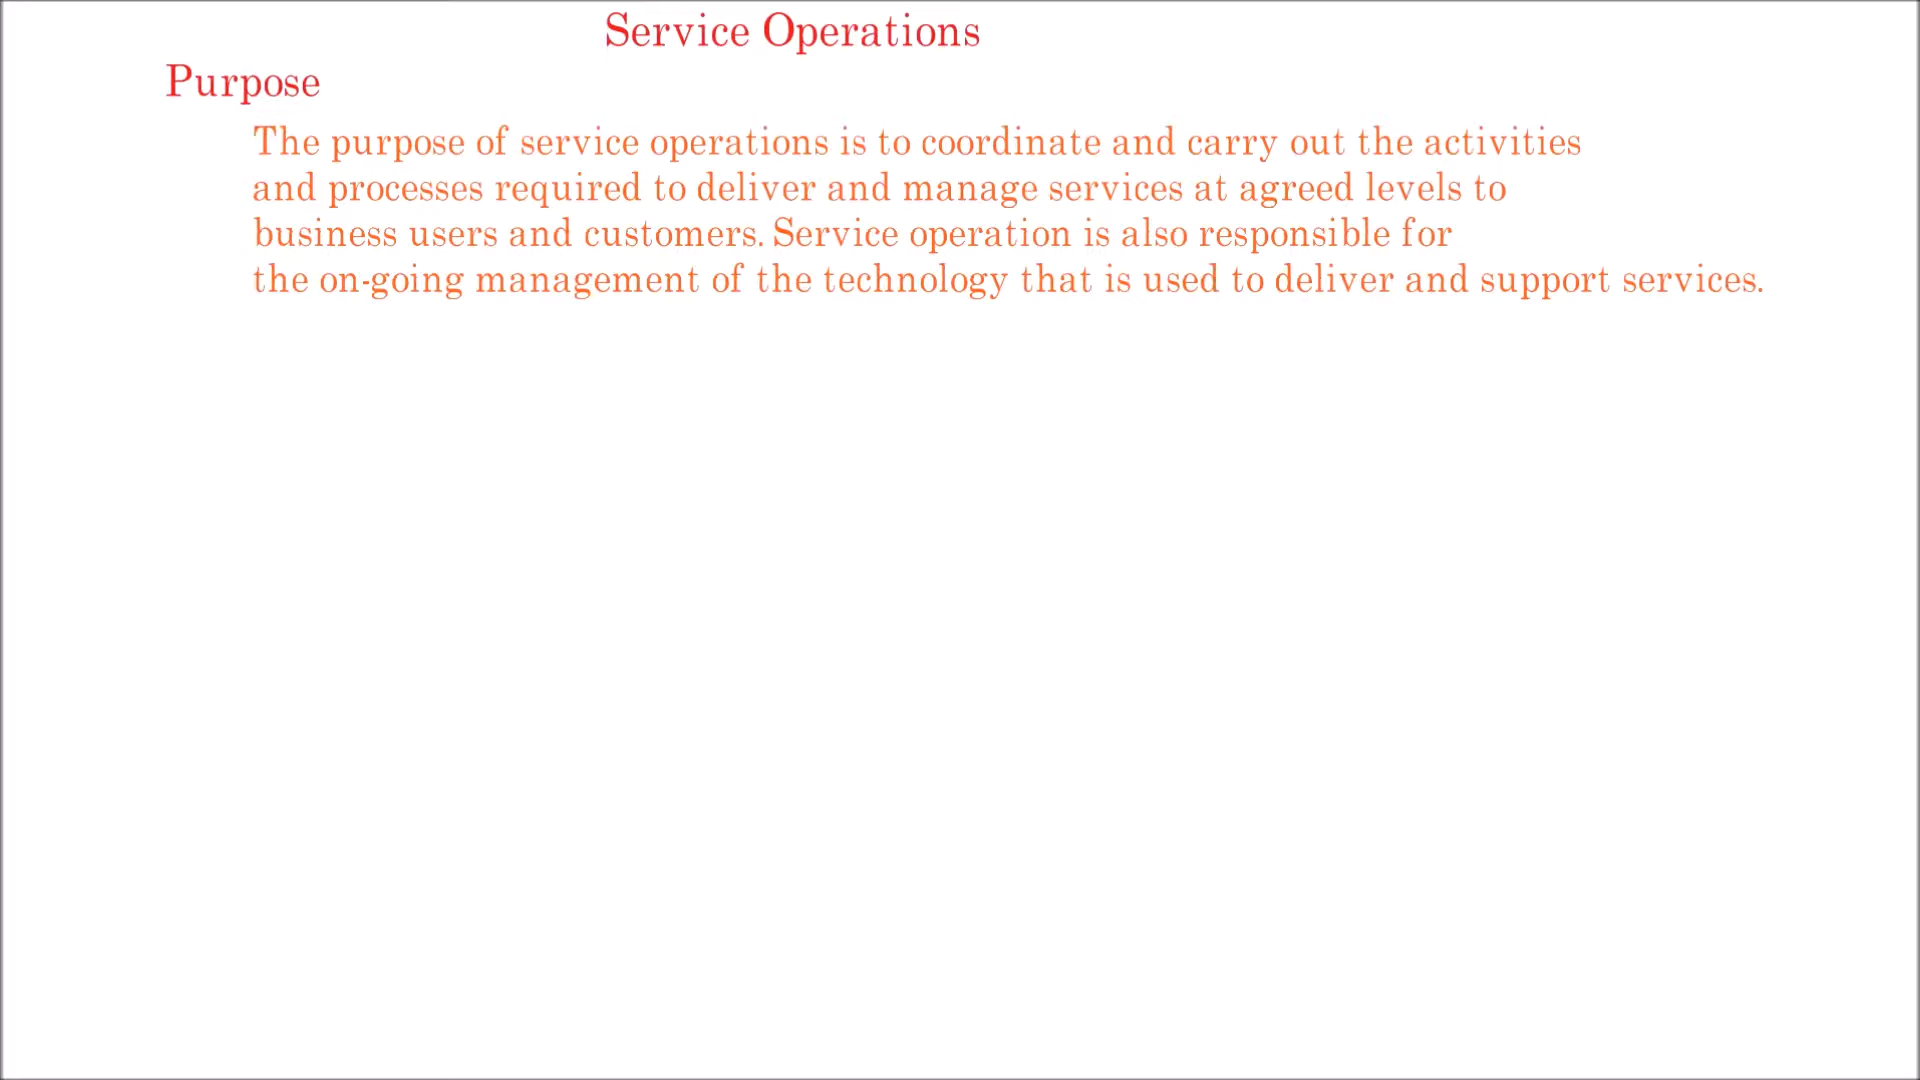 Service Operations
Purpose
The purpose of service operations is to coordinate and carry out the activities
and processes required to deliver and manage services at agreed levels to
business users and customers. Service operation is also responsible for
the on-going management of the technology that is used to deliver and support services.